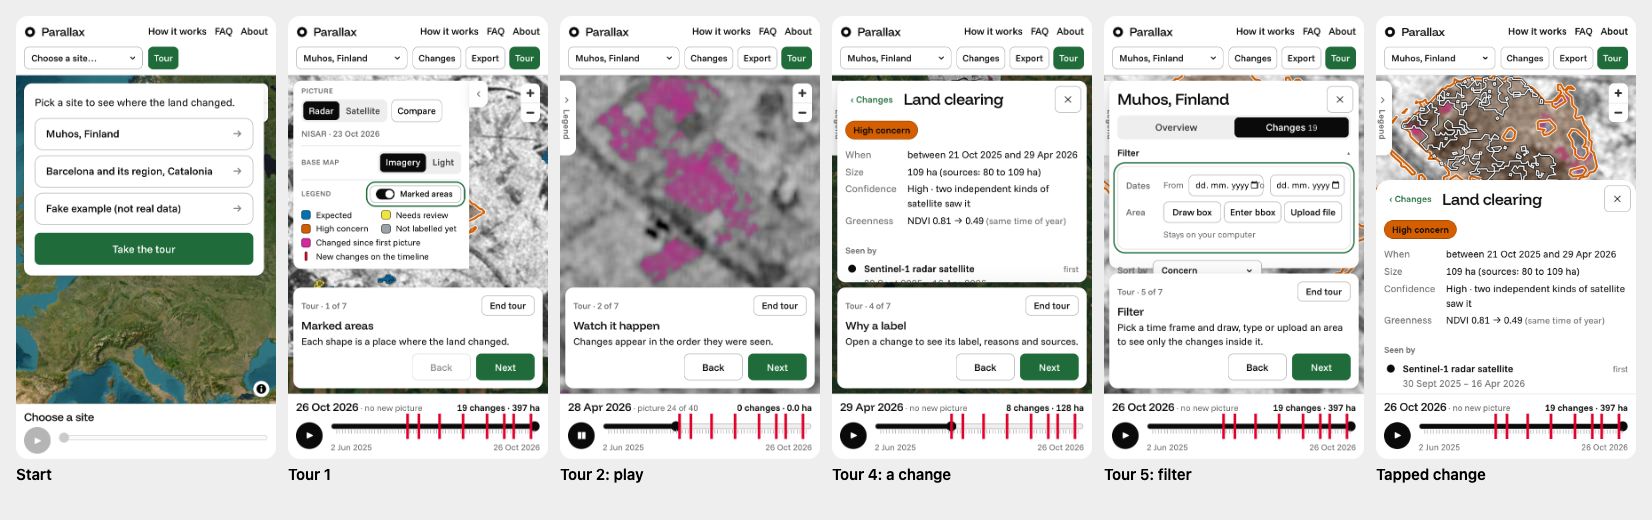 Parallax
How it works FAQ About
Choose a site... Tour
Pick a site to see where the land changed.
Muhos, Finland
Barcelona and its region, Catalonia
Fake example (not real data)
Take the tour
Choose a site
Start
Parallax
How it works FAQ About
Muhos, Finland Changes Export Tour
PICTURE
Radar Satellite Compare
NISAR · 23 Oct 2026
BASE MAP Imagery Light
LEGEND Marked areas
Expected Needs review
High concern Not labelled yet
Changed since first picture
New changes on the timeline
Tour · 1 of 7 End tour
Marked areas
Each shape is a place where the land changed.
Back Next
26 Oct 2026 · no new picture 19 changes · 397 ha
2 Jun 2025 26 Oct 2026
Tour 1
Parallax
How it works FAQ About
Muhos, Finland Changes Export Tour
Legend
Tour · 2 of 7 End tour
Watch it happen
Changes appear in the order they were seen.
Back Next
28 Apr 2026 · picture 24 of 40 0 changes · 0.0 ha
2 Jun 2025 26 Oct 2026
Tour 2: play
Parallax
How it works FAQ About
Muhos, Finland Changes Export Tour
‹ Changes Land clearing
High concern
When between 21 Oct 2025 and 29 Apr 2026
Size 109 ha (sources: 80 to 109 ha)
Confidence High · two independent kinds of
satellite saw it
Greenness NDVI 0.81 → 0.49 (same time of year)
Seen by
Sentinel-1 radar satellite first
Tour · 4 of 7 End tour
Why a label
Open a change to see its label, reasons and sources.
Back Next
29 Apr 2026 · no new picture 8 changes · 128 ha
2 Jun 2025 26 Oct 2026
Tour 4: a change
Parallax
How it works FAQ About
Muhos, Finland Changes Export Tour
Muhos, Finland
Overview Changes 19
Filter
Dates From dd. mm. yyyy dd. mm. yyyy
Area Draw box Enter bbox Upload file
Stays on your computer
Sort by Concern
Tour · 5 of 7 End tour
Filter
Pick a time frame and draw, type or upload an area
to see only the changes inside it.
Back Next
26 Oct 2026 · no new picture 19 changes · 397 ha
2 Jun 2025 26 Oct 2026
Tour 5: filter
Parallax
How it works FAQ About
Muhos, Finland Changes Export Tour
Legend
‹ Changes Land clearing
High concern
When between 21 Oct 2025 and 29 Apr 2026
Size 109 ha (sources: 80 to 109 ha)
Confidence High · two independent kinds of satellite
saw it
Greenness NDVI 0.81 → 0.49 (same time of year)
Seen by
Sentinel-1 radar satellite first
30 Sept 2025 – 16 Apr 2026
26 Oct 2026 · no new picture 19 changes · 397 ha
2 Jun 2025 26 Oct 2026
Tapped change